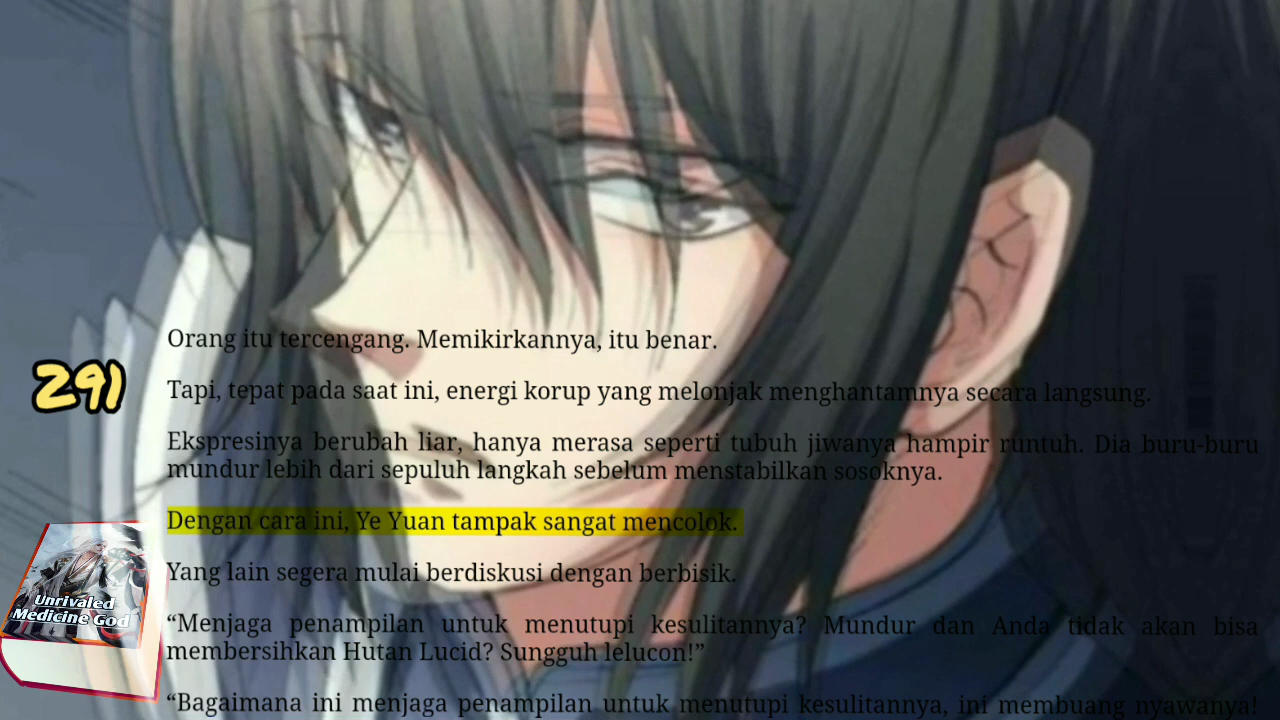 Orang itu tercengang. Memikirkannya, itu benar.
291
Tapi, tepat pada saat ini, energi korup yang melonjak menghantamnya secara langsung.
Ekspresinya berubah liar, hanya merasa seperti tubuh jiwanya hampir runtuh. Dia buru-buru
mundur lebih dari sepuluh langkah sebelum menstabilkan sosoknya.
Dengan cara ini, Ye Yuan tampak sangat mencolok.
Yang lain segera mulai berdiskusi dengan berbisik.
Unrivaled
Medicine God
“Menjaga penampilan untuk menutupi kesulitannya? Mundur dan Anda tidak akan bisa
membersihkan Hutan Lucid? Sungguh lelucon!”
“Bagaimana ini menjaga penampilan untuk menutupi kesulitannya, ini membuang nyawanya!